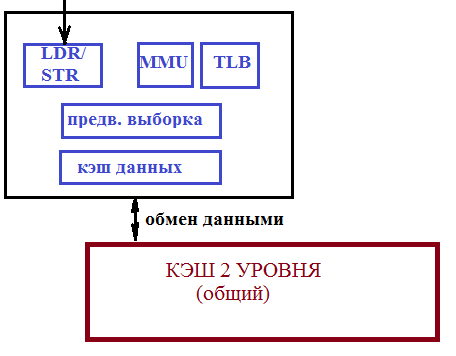 LDR/
STR
MMU
TLB
предв. выборка
кэш данных
обмен данными
КЭШ 2 УРОВНЯ
(общий)